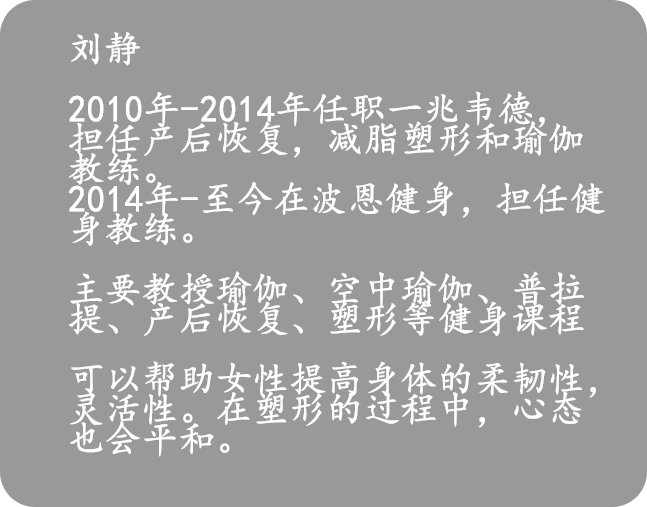 刘静
2010年-2014年任职一兆韦德，
担任产后恢复，减脂塑形和瑜伽
教练。
2014年-至今在波恩健身，担任健
身教练。
主要教授瑜伽、空中瑜伽、普拉
提、产后恢复、塑形等健身课程
可以帮助女性提高身体的柔韧性，
灵活性。在塑形的过程中，心态
也会平和。